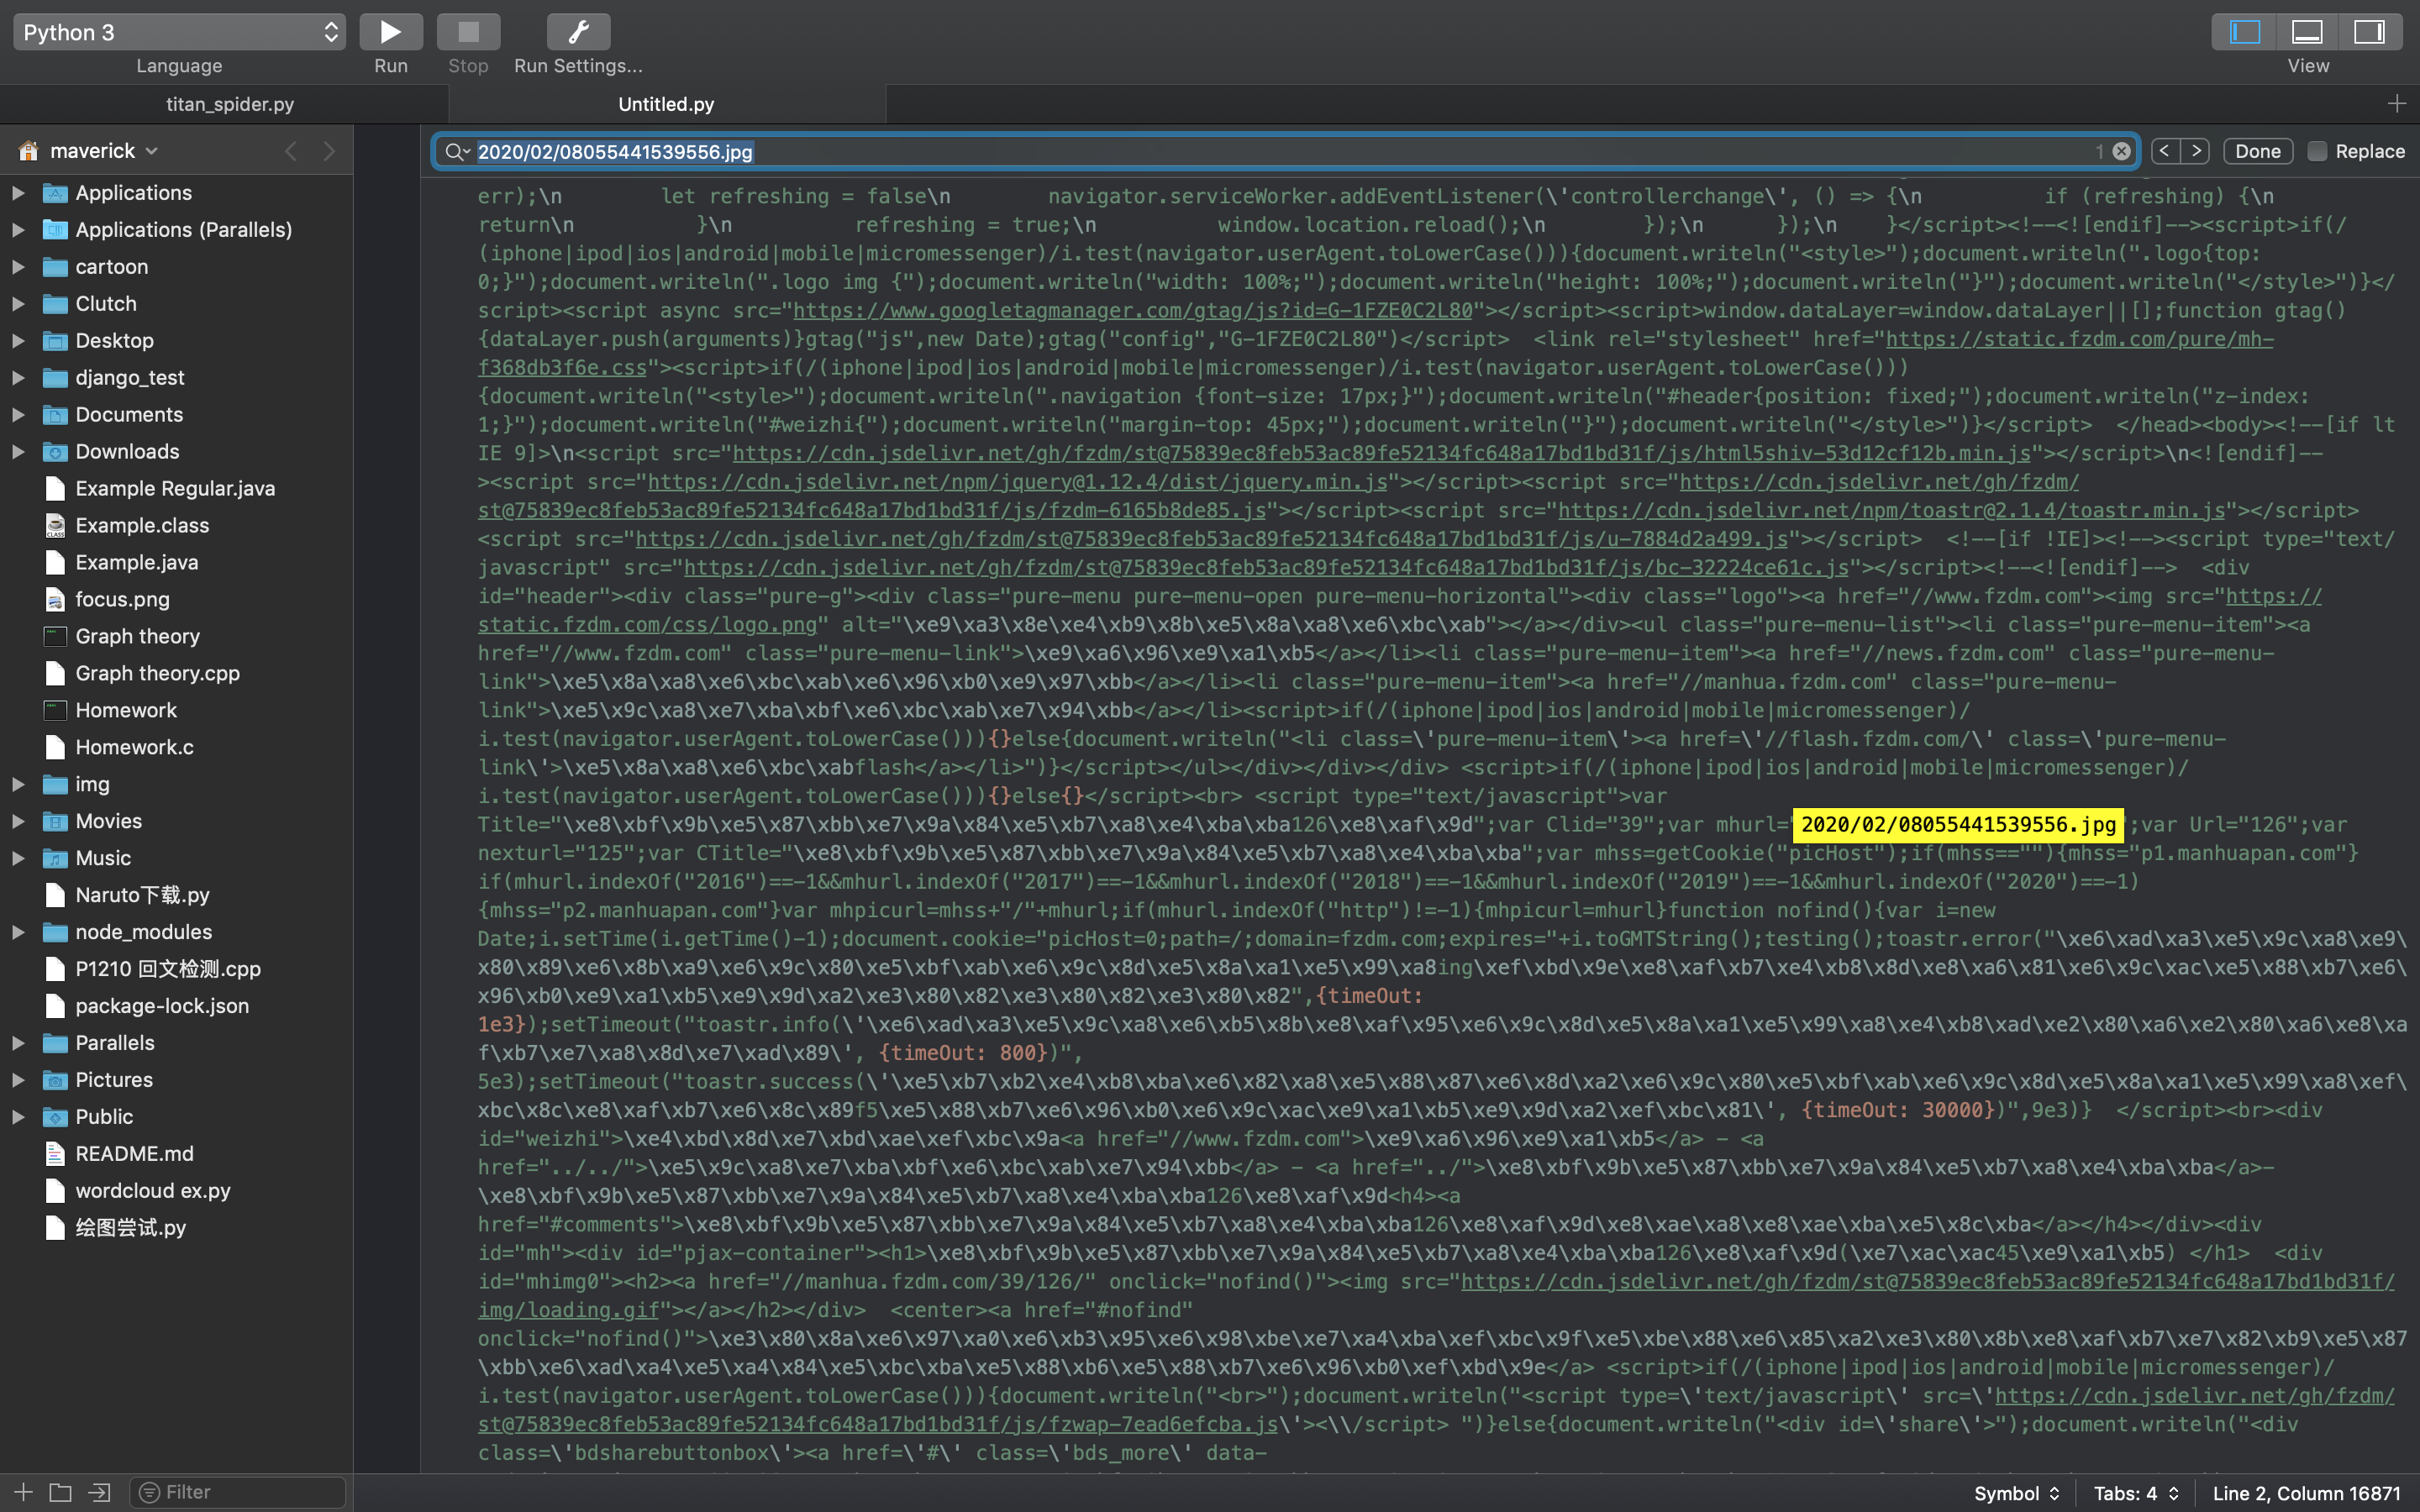 Python 3
Language
Run
Stop
Run Settings...
View
titan_spider.py
Untitled.py
maverick
2020/02/08055441539556.jpg
1
Done
Replace
Applications
Applications (Parallels)
cartoon
Clutch
Desktop
django_test
Documents
Downloads
Example Regular.java
Example.class
Example.java
focus.png
Graph theory
Graph theory.cpp
Homework
Homework.c
img
Movies
Music
Naruto下载.py
node_modules
P1210 回文检测.cpp
package-lock.json
Parallels
Pictures
Public
README.md
wordcloud ex.py
绘图尝试.py
err);\n        let refreshing = false\n        navigator.serviceWorker.addEventListener(\'controllerchange\', () => {\n          if (refreshing) {\n
return\n          }\n          refreshing = true;\n          window.location.reload();\n        });\n      });\n    }</script><!--<![endif]--><script>if(/
(iphone|ipod|ios|android|mobile|micromessenger)/i.test(navigator.userAgent.toLowerCase())){document.writeln("<style>");document.writeln(".logo{top:
0;}");document.writeln(".logo img {");document.writeln("width: 100%;");document.writeln("height: 100%;");document.writeln("}");document.writeln("</style>")}</
script><script async src="https://www.googletagmanager.com/gtag/js?id=G-1FZE0C2L80"></script><script>window.dataLayer=window.dataLayer||[];function gtag()
{dataLayer.push(arguments)}gtag("js",new Date);gtag("config","G-1FZE0C2L80")</script>  <link rel="stylesheet" href="https://static.fzdm.com/pure/mh-
f368db3f6e.css"><script>if(/(iphone|ipod|ios|android|mobile|micromessenger)/i.test(navigator.userAgent.toLowerCase()))
{document.writeln("<style>");document.writeln(".navigation {font-size: 17px;}");document.writeln("#header{position: fixed;");document.writeln("z-index:
1;}");document.writeln("#weizhi{");document.writeln("margin-top: 45px;");document.writeln("}");document.writeln("</style>")}</script>  </head><body><!--[if lt
IE 9]>\n<script src="https://cdn.jsdelivr.net/gh/fzdm/st@75839ec8feb53ac89fe52134fc648a17bd1bd31f/js/html5shiv-53d12cf12b.min.js"></script>\n<![endif]--
><script src="https://cdn.jsdelivr.net/npm/jquery@1.12.4/dist/jquery.min.js"></script><script src="https://cdn.jsdelivr.net/gh/fzdm/
st@75839ec8feb53ac89fe52134fc648a17bd1bd31f/js/fzdm-6165b8de85.js"></script><script src="https://cdn.jsdelivr.net/npm/toastr@2.1.4/toastr.min.js"></script>
<script src="https://cdn.jsdelivr.net/gh/fzdm/st@75839ec8feb53ac89fe52134fc648a17bd1bd31f/js/u-7884d2a499.js"></script>  <!--[if !IE]><!--><script type="text/
javascript" src="https://cdn.jsdelivr.net/gh/fzdm/st@75839ec8feb53ac89fe52134fc648a17bd1bd31f/js/bc-32224ce61c.js"></script><!--<![endif]-->  <div
id="header"><div class="pure-g"><div class="pure-menu pure-menu-open pure-menu-horizontal"><div class="logo"><a href="//www.fzdm.com"><img src="https://
static.fzdm.com/css/logo.png" alt="\xe9\xa3\x8e\xe4\xb9\x8b\xe5\x8a\xa8\xe6\xbc\xab"></a></div><ul class="pure-menu-list"><li class="pure-menu-item"><a
href="//www.fzdm.com" class="pure-menu-link">\xe9\xa6\x96\xe9\xa1\xb5</a></li><li class="pure-menu-item"><a href="//news.fzdm.com" class="pure-menu-
link">\xe5\x8a\xa8\xe6\xbc\xab\xe6\x96\xb0\xe9\x97\xbb</a></li><li class="pure-menu-item"><a href="//manhua.fzdm.com" class="pure-menu-
link">\xe5\x9c\xa8\xe7\xba\xbf\xe6\xbc\xab\xe7\x94\xbb</a></li><script>if(/(iphone|ipod|ios|android|mobile|micromessenger)/
i.test(navigator.userAgent.toLowerCase())){}else{document.writeln("<li class=\'pure-menu-item\'><a href=\'//flash.fzdm.com/\' class=\'pure-menu-
link\'>\xe5\x8a\xa8\xe6\xbc\xabflash</a></li>")}</script></ul></div></div></div> <script>if(/(iphone|ipod|ios|android|mobile|micromessenger)/
i.test(navigator.userAgent.toLowerCase())){}else{}</script><br> <script type="text/javascript">var
Title="\xe8\xbf\x9b\xe5\x87\xbb\xe7\x9a\x84\xe5\xb7\xa8\xe4\xba\xba126\xe8\xaf\x9d";var Clid="39";var mhurl="2020/02/08055441539556.jpg";var Url="126";var
nexturl="125";var CTitle="\xe8\xbf\x9b\xe5\x87\xbb\xe7\x9a\x84\xe5\xb7\xa8\xe4\xba\xba";var mhss=getCookie("picHost");if(mhss==""){mhss="p1.manhuapan.com"}
if(mhurl.indexOf("2016")==-1&&mhurl.indexOf("2017")==-1&&mhurl.indexOf("2018")==-1&&mhurl.indexOf("2019")==-1&&mhurl.indexOf("2020")==-1)
{mhss="p2.manhuapan.com"}var mhpicurl=mhss+"/"+mhurl;if(mhurl.indexOf("http")!=-1){mhpicurl=mhurl}function nofind(){var i=new
Date;i.setTime(i.getTime()-1);document.cookie="picHost=0;path=/;domain=fzdm.com;expires="+i.toGMTString();testing();toastr.error("\xe6\xad\xa3\xe5\x9c\xa8\xe9\
x80\x89\xe6\x8b\xa9\xe6\x9c\x80\xe5\xbf\xab\xe6\x9c\x8d\xe5\x8a\xa1\xe5\x99\xa8ing\xef\xbd\x9e\xe8\xaf\xb7\xe4\xb8\x8d\xe8\xa6\x81\xe6\x9c\xac\xe5\x88\xb7\xe6\
x96\xb0\xe9\xa1\xb5\xe9\x9d\xa2\xe3\x80\x82\xe3\x80\x82\xe3\x80\x82",{timeOut:
1e3});setTimeout("toastr.info(\'\xe6\xad\xa3\xe5\x9c\xa8\xe6\xb5\x8b\xe8\xaf\x95\xe6\x9c\x8d\xe5\x8a\xa1\xe5\x99\xa8\xe4\xb8\xad\xe2\x80\xa6\xe2\x80\xa6\xe8\xa
f\xb7\xe7\xa8\x8d\xe7\xad\x89\', {timeOut: 800})",
5e3);setTimeout("toastr.success(\'\xe5\xb7\xb2\xe4\xb8\xba\xe6\x82\xa8\xe5\x88\x87\xe6\x8d\xa2\xe6\x9c\x80\xe5\xbf\xab\xe6\x9c\x8d\xe5\x8a\xa1\xe5\x99\xa8\xef\
xbc\x8c\xe8\xaf\xb7\xe6\x8c\x89f5\xe5\x88\xb7\xe6\x96\xb0\xe6\x9c\xac\xe9\xa1\xb5\xe9\x9d\xa2\xef\xbc\x81\', {timeOut: 30000})",9e3)}  </script><br><div
id="weizhi">\xe4\xbd\x8d\xe7\xbd\xae\xef\xbc\x9a<a href="//www.fzdm.com">\xe9\xa6\x96\xe9\xa1\xb5</a> - <a
href="../../">\xe5\x9c\xa8\xe7\xba\xbf\xe6\xbc\xab\xe7\x94\xbb</a> - <a href="../">\xe8\xbf\x9b\xe5\x87\xbb\xe7\x9a\x84\xe5\xb7\xa8\xe4\xba\xba</a>-
\xe8\xbf\x9b\xe5\x87\xbb\xe7\x9a\x84\xe5\xb7\xa8\xe4\xba\xba126\xe8\xaf\x9d<h4><a
href="#comments">\xe8\xbf\x9b\xe5\x87\xbb\xe7\x9a\x84\xe5\xb7\xa8\xe4\xba\xba126\xe8\xaf\x9d\xe8\xae\xa8\xe8\xae\xba\xe5\x8c\xba</a></h4></div><div
id="mh"><div id="pjax-container"><h1>\xe8\xbf\x9b\xe5\x87\xbb\xe7\x9a\x84\xe5\xb7\xa8\xe4\xba\xba126\xe8\xaf\x9d(\xe7\xac\xac45\xe9\xa1\xb5) </h1>  <div
id="mhimg0"><h2><a href="//manhua.fzdm.com/39/126/" onclick="nofind()"><img src="https://cdn.jsdelivr.net/gh/fzdm/st@75839ec8feb53ac89fe52134fc648a17bd1bd31f/
img/loading.gif"></a></h2></div>  <center><a href="#nofind"
onclick="nofind()">\xe3\x80\x8a\xe6\x97\xa0\xe6\xb3\x95\xe6\x98\xbe\xe7\xa4\xba\xef\xbc\x9f\xe5\xbe\x88\xe6\x85\xa2\xe3\x80\x8b\xe8\xaf\xb7\xe7\x82\xb9\xe5\x87
\xbb\xe6\xad\xa4\xe5\xa4\x84\xe5\xbc\xba\xe5\x88\xb6\xe5\x88\xb7\xe6\x96\xb0\xef\xbd\x9e</a> <script>if(/(iphone|ipod|ios|android|mobile|micromessenger)/
i.test(navigator.userAgent.toLowerCase())){document.writeln("<br>");document.writeln("<script type=\'text/javascript\' src=\'https://cdn.jsdelivr.net/gh/fzdm/
st@75839ec8feb53ac89fe52134fc648a17bd1bd31f/js/fzwap-7ead6efcba.js\'><\\/script> ")}else{document.writeln("<div id=\'share\'>");document.writeln("<div
class=\'bdsharebuttonbox\'><a href=\'#\' class=\'bds_more\' data-
Filter
Symbol
Tabs: 4
Line 2, Column 16871